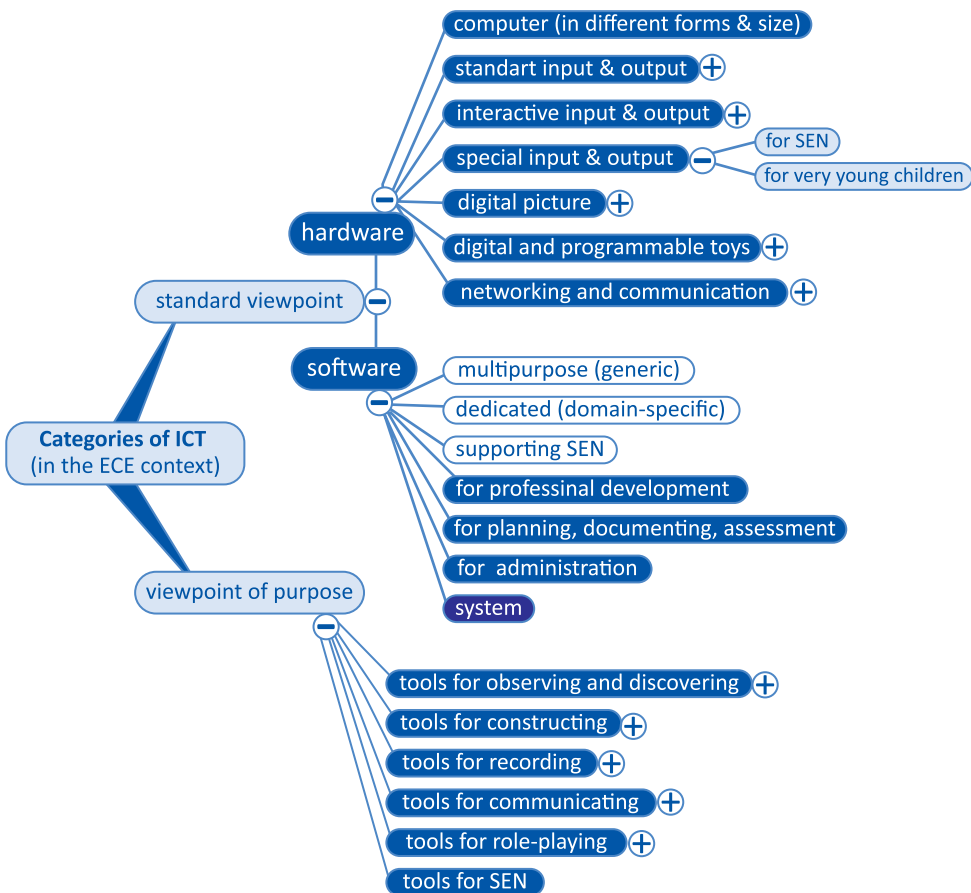 computer (in different forms & size)
standart input & output
interactive input & output
special input & output
for SEN
for very young children
digital picture
hardware
digital and programmable toys
networking and communication
standard viewpoint
software
multipurpose (generic)
dedicated (domain-specific)
Categories of ICT
(in the ECE context)
supporting SEN
for professinal development
for planning, documenting, assessment
for administration
viewpoint of purpose
system
tools for observing and discovering
tools for constructing
tools for recording
tools for communicating
tools for role-playing
tools for SEN